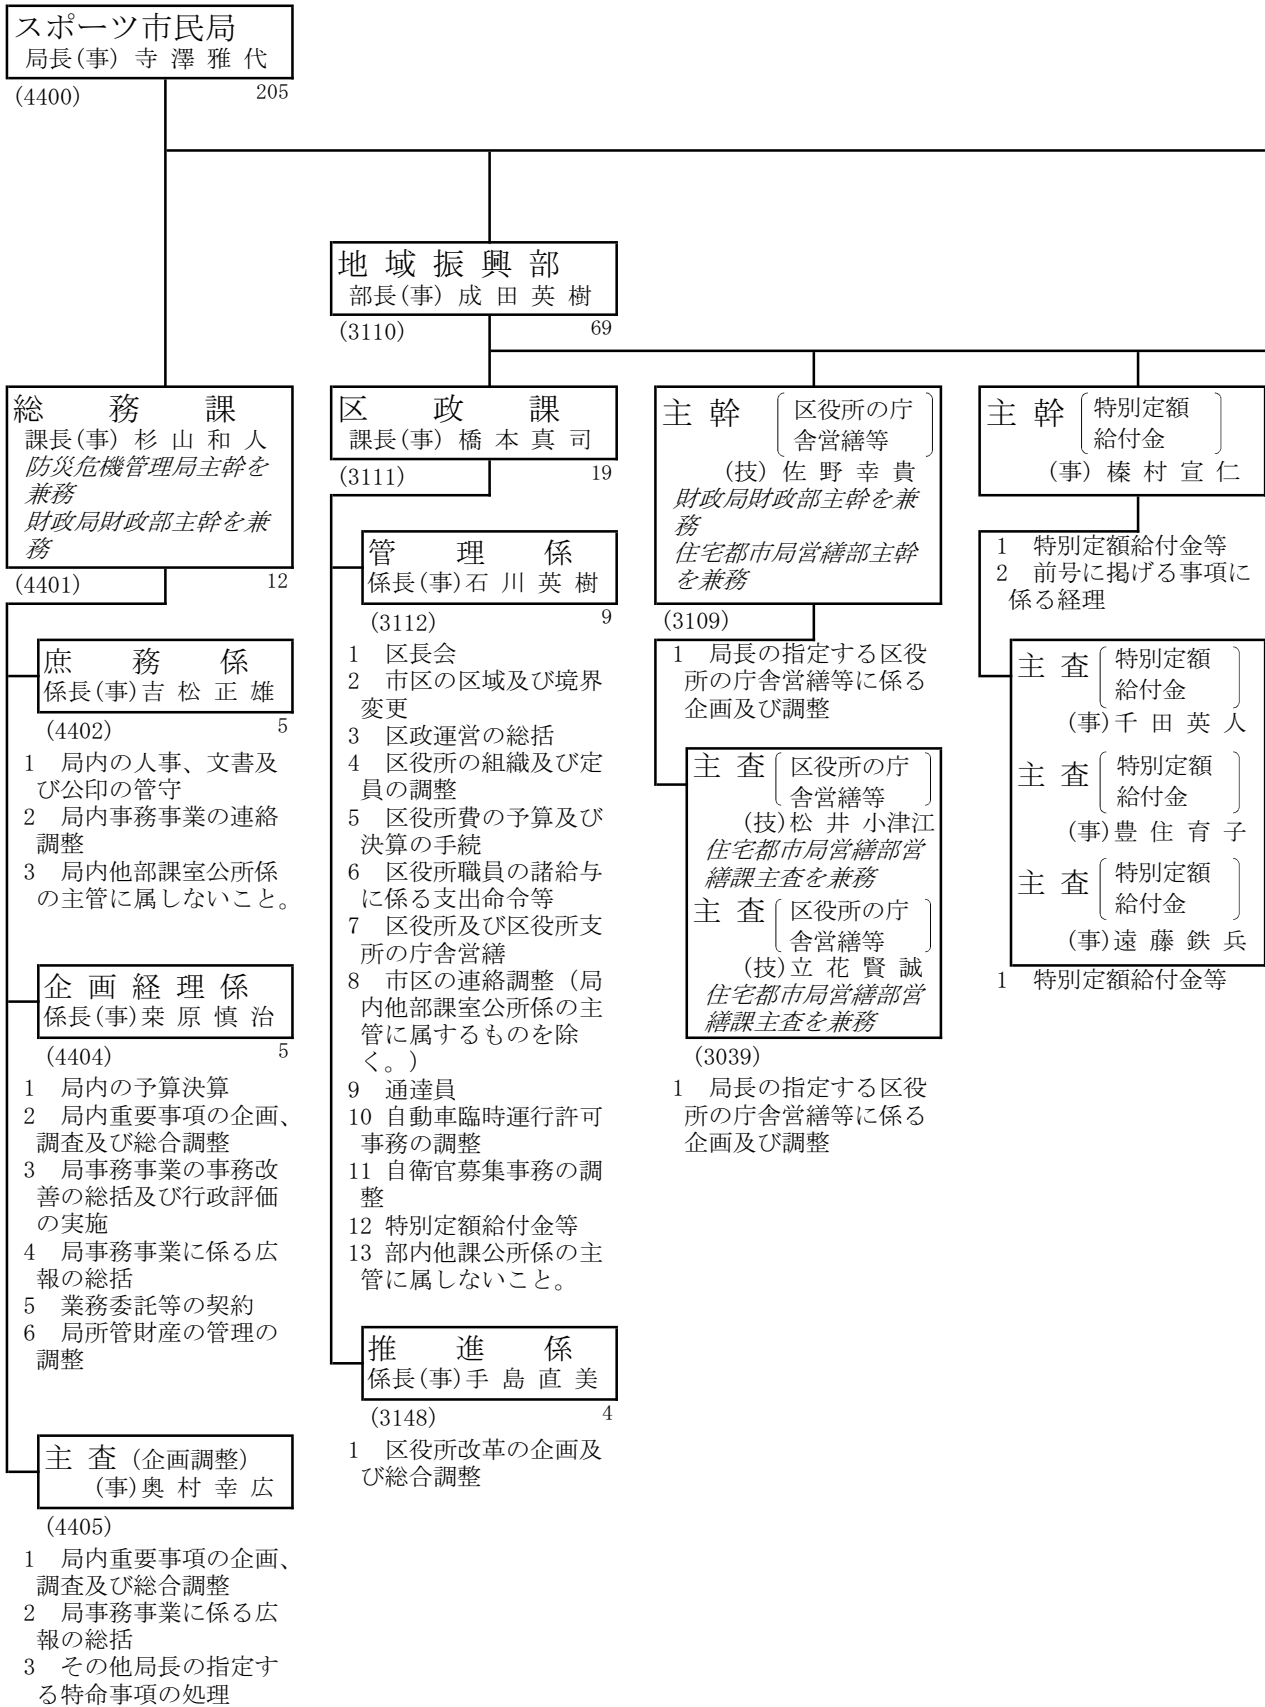 スポーツ市民局
局長(事) 寺 澤 雅 代
(4400) 205
地 域 振 興 部
部長(事) 成 田 英 樹
(3110) 69
総 務 課
課長(事) 杉 山 和 人
防災危機管理局主幹を
兼務
財政局財政部主幹を兼
務
(4401) 12
庶 務 係
係長(事)吉 松 正 雄
(4402) 5
1 局内の人事、文書及
び公印の管守
2 局内事務事業の連絡
調整
3 局内他部課室公所係
の主管に属しないこと。
企 画 経 理 係
係長(事)桒 原 慎 治
(4404) 5
1 局内の予算決算
2 局内重要事項の企画、
調査及び総合調整
3 局事務事業の事務改
善の総括及び行政評価
の実施
4 局事務事業に係る広
報の総括
5 業務委託等の契約
6 局所管財産の管理の
調整
主 査 (企画調整)
(事)奥 村 幸 広
(4405)
1 局内重要事項の企画、
調査及び総合調整
2 局事務事業に係る広
報の総括
3 その他局長の指定す
る特命事項の処理
区 政 課
課長(事) 橋 本 真 司
(3111) 19
管 理 係
係長(事)石 川 英 樹
(3112) 9
1 区長会
2 市区の区域及び境界
変更
3 区政運営の総括
4 区役所の組織及び定
員の調整
5 区役所費の予算及び
決算の手続
6 区役所職員の諸給与
に係る支出命令等
7 区役所及び区役所支
所の庁舎営繕
8 市区の連絡調整（局
内他部課室公所係の主
管に属するものを除
く。）
9 通達員
10 自動車臨時運行許可
事務の調整
11 自衛官募集事務の調
整
12 特別定額給付金等
13 部内他課公所係の主
管に属しないこと。
推 進 係
係長(事)手 島 直 美
(3148) 4
1 区役所改革の企画及
び総合調整
主 幹 区役所の庁
舎営繕等
(技) 佐 野 幸 貴
財政局財政部主幹を兼
務
住宅都市局営繕部主幹
を兼務
(3109)
1 局長の指定する区役
所の庁舎営繕等に係る
企画及び調整
主 査 区役所の庁
舎営繕等
(技)松 井 小津江
住宅都市局営繕部営
繕課主査を兼務
主 査 区役所の庁
舎営繕等
(技)立 花 賢 誠
住宅都市局営繕部営
繕課主査を兼務
(3039)
1 局長の指定する区役
所の庁舎営繕等に係る
企画及び調整
主 幹 特別定額
給付金
(事) 榛 村 宣 仁
1 特別定額給付金等
2 前号に掲げる事項に
係る経理
主 査 特別定額
給付金
(事)千 田 英 人
主 査 特別定額
給付金
(事)豊 住 育 子
主 査 特別定額
給付金
(事)遠 藤 鉄 兵
1 特別定額給付金等